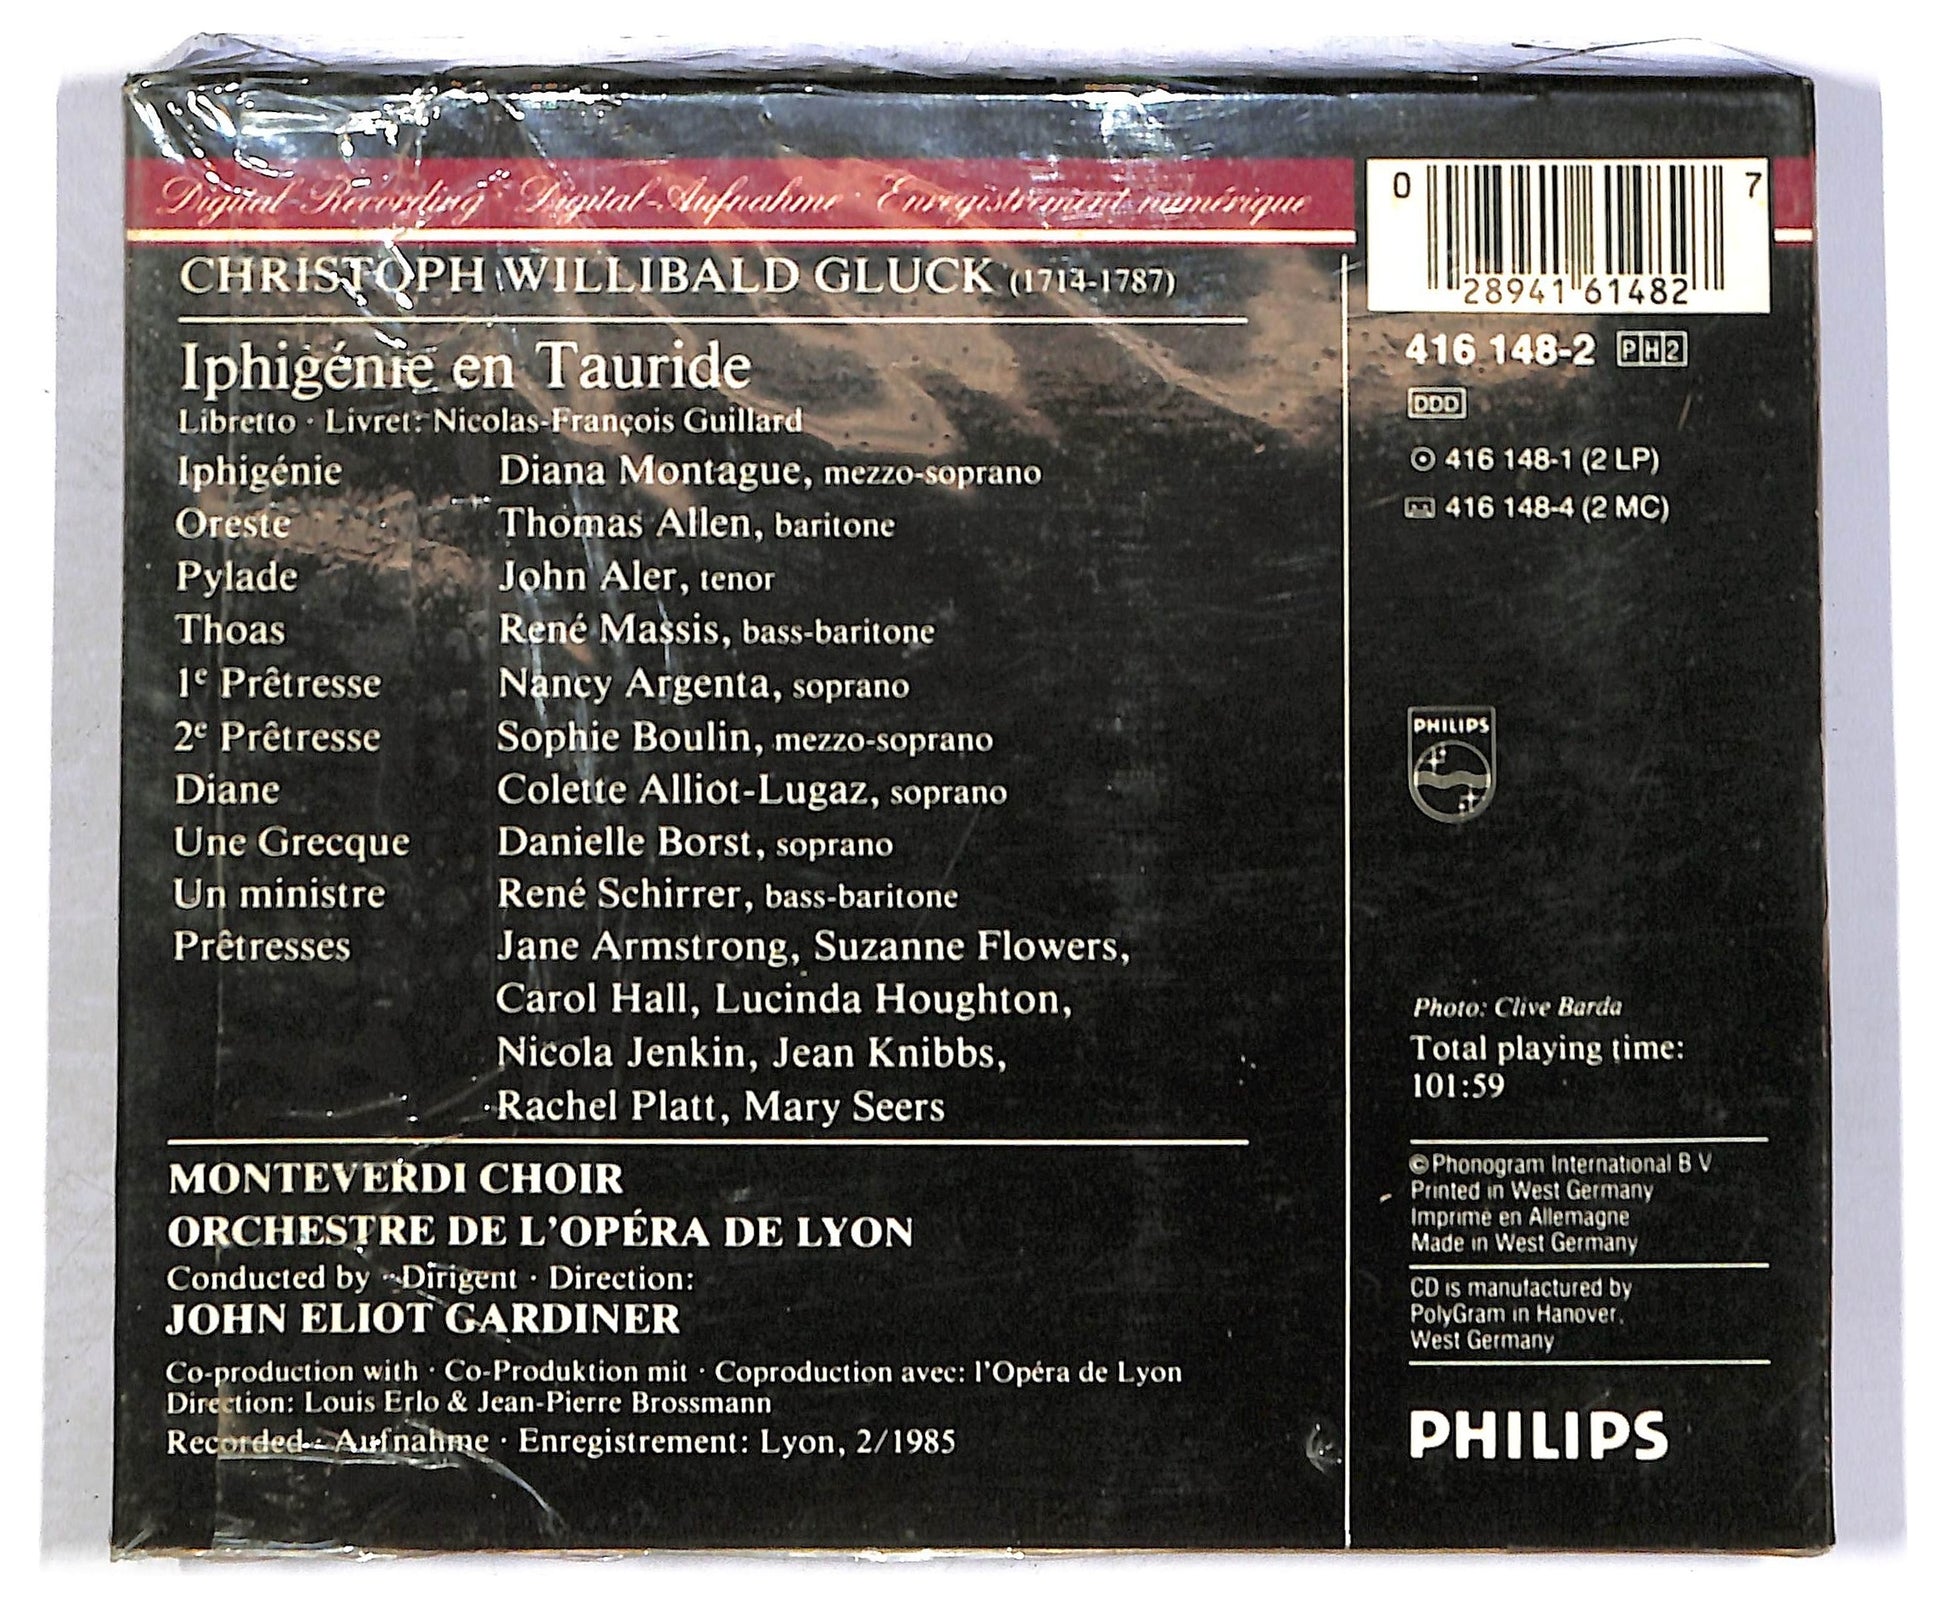 Digital-Recording · Digital-Aufnahme · Enregistrement numérique
CHRISTOPH WILLIBALD GLUCK (1714-1787)
Iphigénie en Tauride
Libretto · Livret: Nicolas-François Guillard
Iphigénie Diana Montague, mezzo-soprano
Oreste Thomas Allen, baritone
Pylade John Aler, tenor
Thoas René Massis, bass-baritone
1e Prêtresse Nancy Argenta, soprano
2e Prêtresse Sophie Boulin, mezzo-soprano
Diane Colette Alliot-Lugaz, soprano
Une Grecque Danielle Borst, soprano
Un ministre René Schirrer, bass-baritone
Prêtresses Jane Armstrong, Suzanne Flowers,
Carol Hall, Lucinda Houghton,
Nicola Jenkin, Jean Knibbs,
Rachel Platt, Mary Seers
MONTEVERDI CHOIR
ORCHESTRE DE L'OPÉRA DE LYON
Conducted by · Dirigent · Direction:
JOHN ELIOT GARDINER
Co-production with · Co-Produktion mit · Coproduction avec: l'Opéra de Lyon
Direction: Louis Erlo & Jean-Pierre Brossmann
Recorded · Aufnahme · Enregistrement: Lyon, 2/1985
0 7
28941 61482
416 148-2 PH2
DDD
416 148-1 (2 LP)
416 148-4 (2 MC)
PHILIPS
Photo: Clive Barda
Total playing time:
101:59
© Phonogram International B V
Printed in West Germany
Imprimé en Allemagne
Made in West Germany
CD is manufactured by
PolyGram in Hanover,
West Germany
PHILIPS